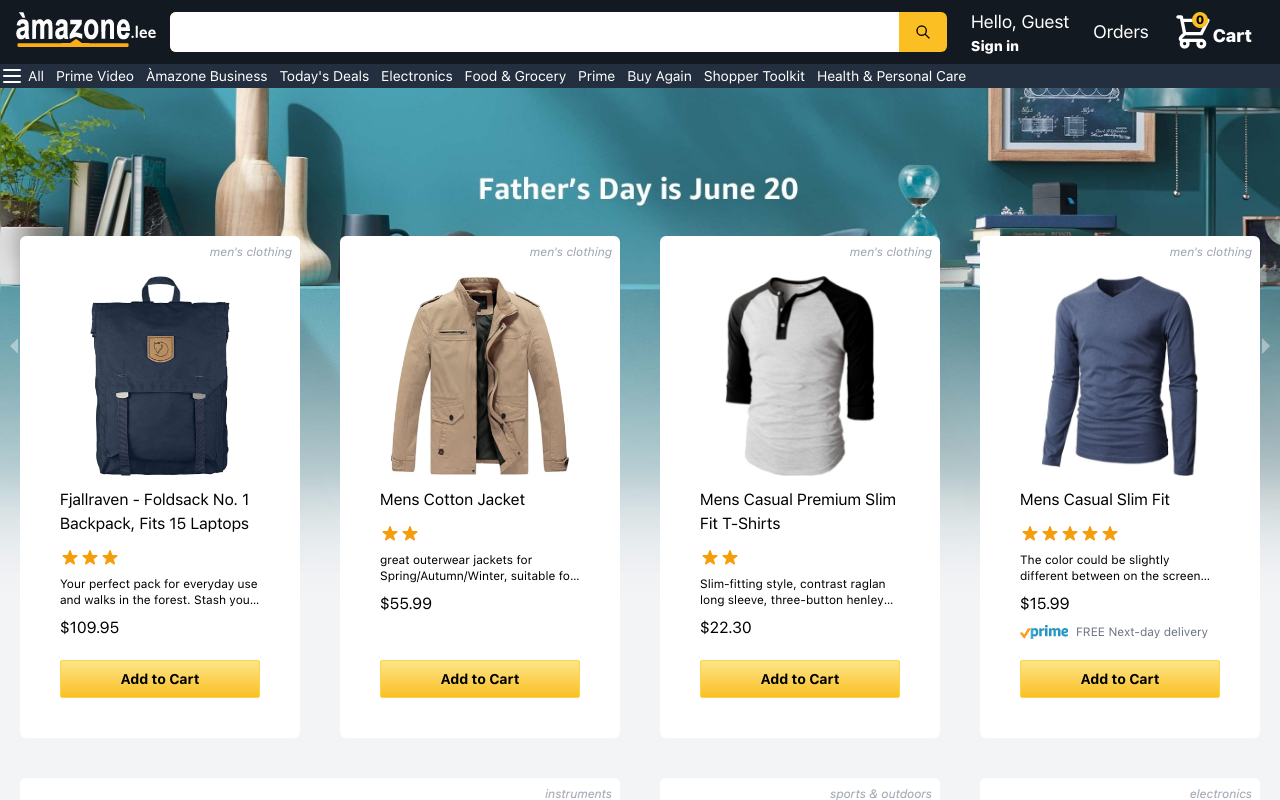 àmazone.lee
Hello, Guest
Sign in
Orders
0
Cart
All Prime Video Àmazone Business Today's Deals Electronics Food & Grocery Prime Buy Again Shopper Toolkit Health & Personal Care
Father's Day is June 20
men's clothing
Fjallraven - Foldsack No. 1
Backpack, Fits 15 Laptops
Your perfect pack for everyday use
and walks in the forest. Stash you...
$109.95
Add to Cart
men's clothing
Mens Cotton Jacket
great outerwear jackets for
Spring/Autumn/Winter, suitable fo...
$55.99
Add to Cart
men's clothing
Mens Casual Premium Slim
Fit T-Shirts
Slim-fitting style, contrast raglan
long sleeve, three-button henley...
$22.30
Add to Cart
men's clothing
Mens Casual Slim Fit
The color could be slightly
different between on the screen...
$15.99
prime FREE Next-day delivery
Add to Cart
instruments
sports & outdoors
electronics